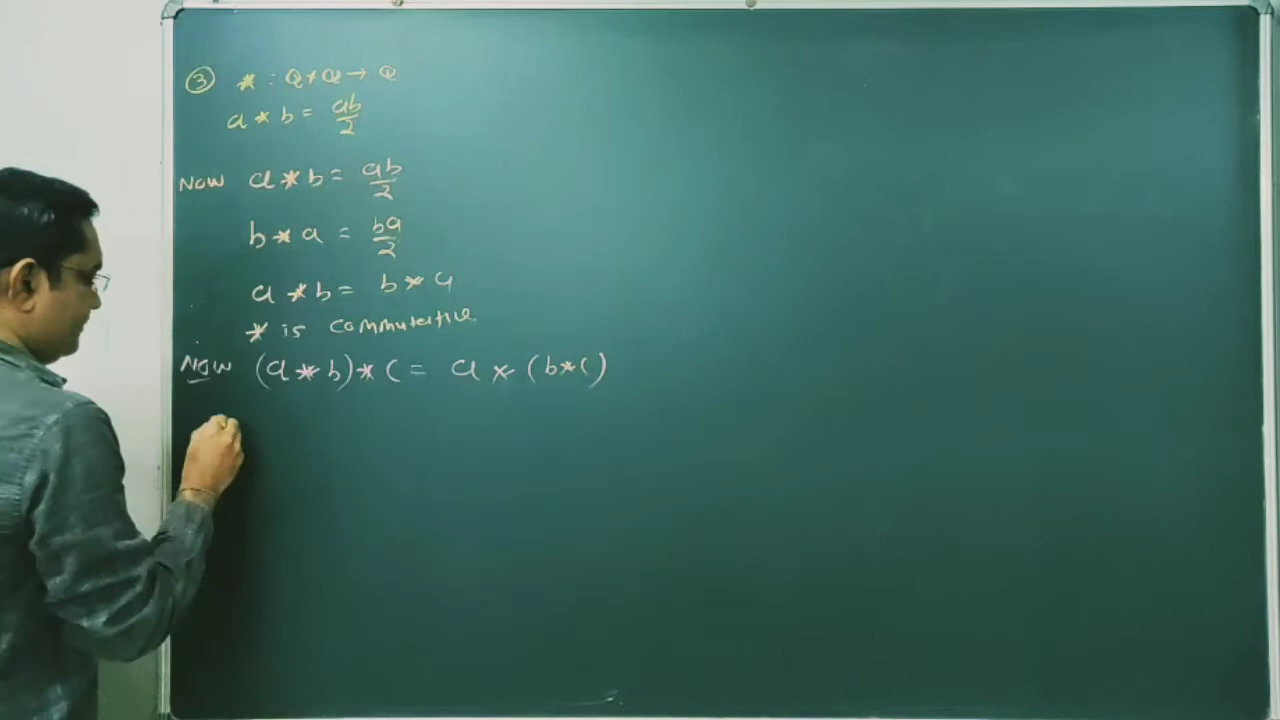 ③ * : Q × Q → Q
a * b = ab/2
Now a * b = ab/2
b * a = ba/2
a * b = b * a
* is commutative
Now (a * b) * c = a * (b * c)